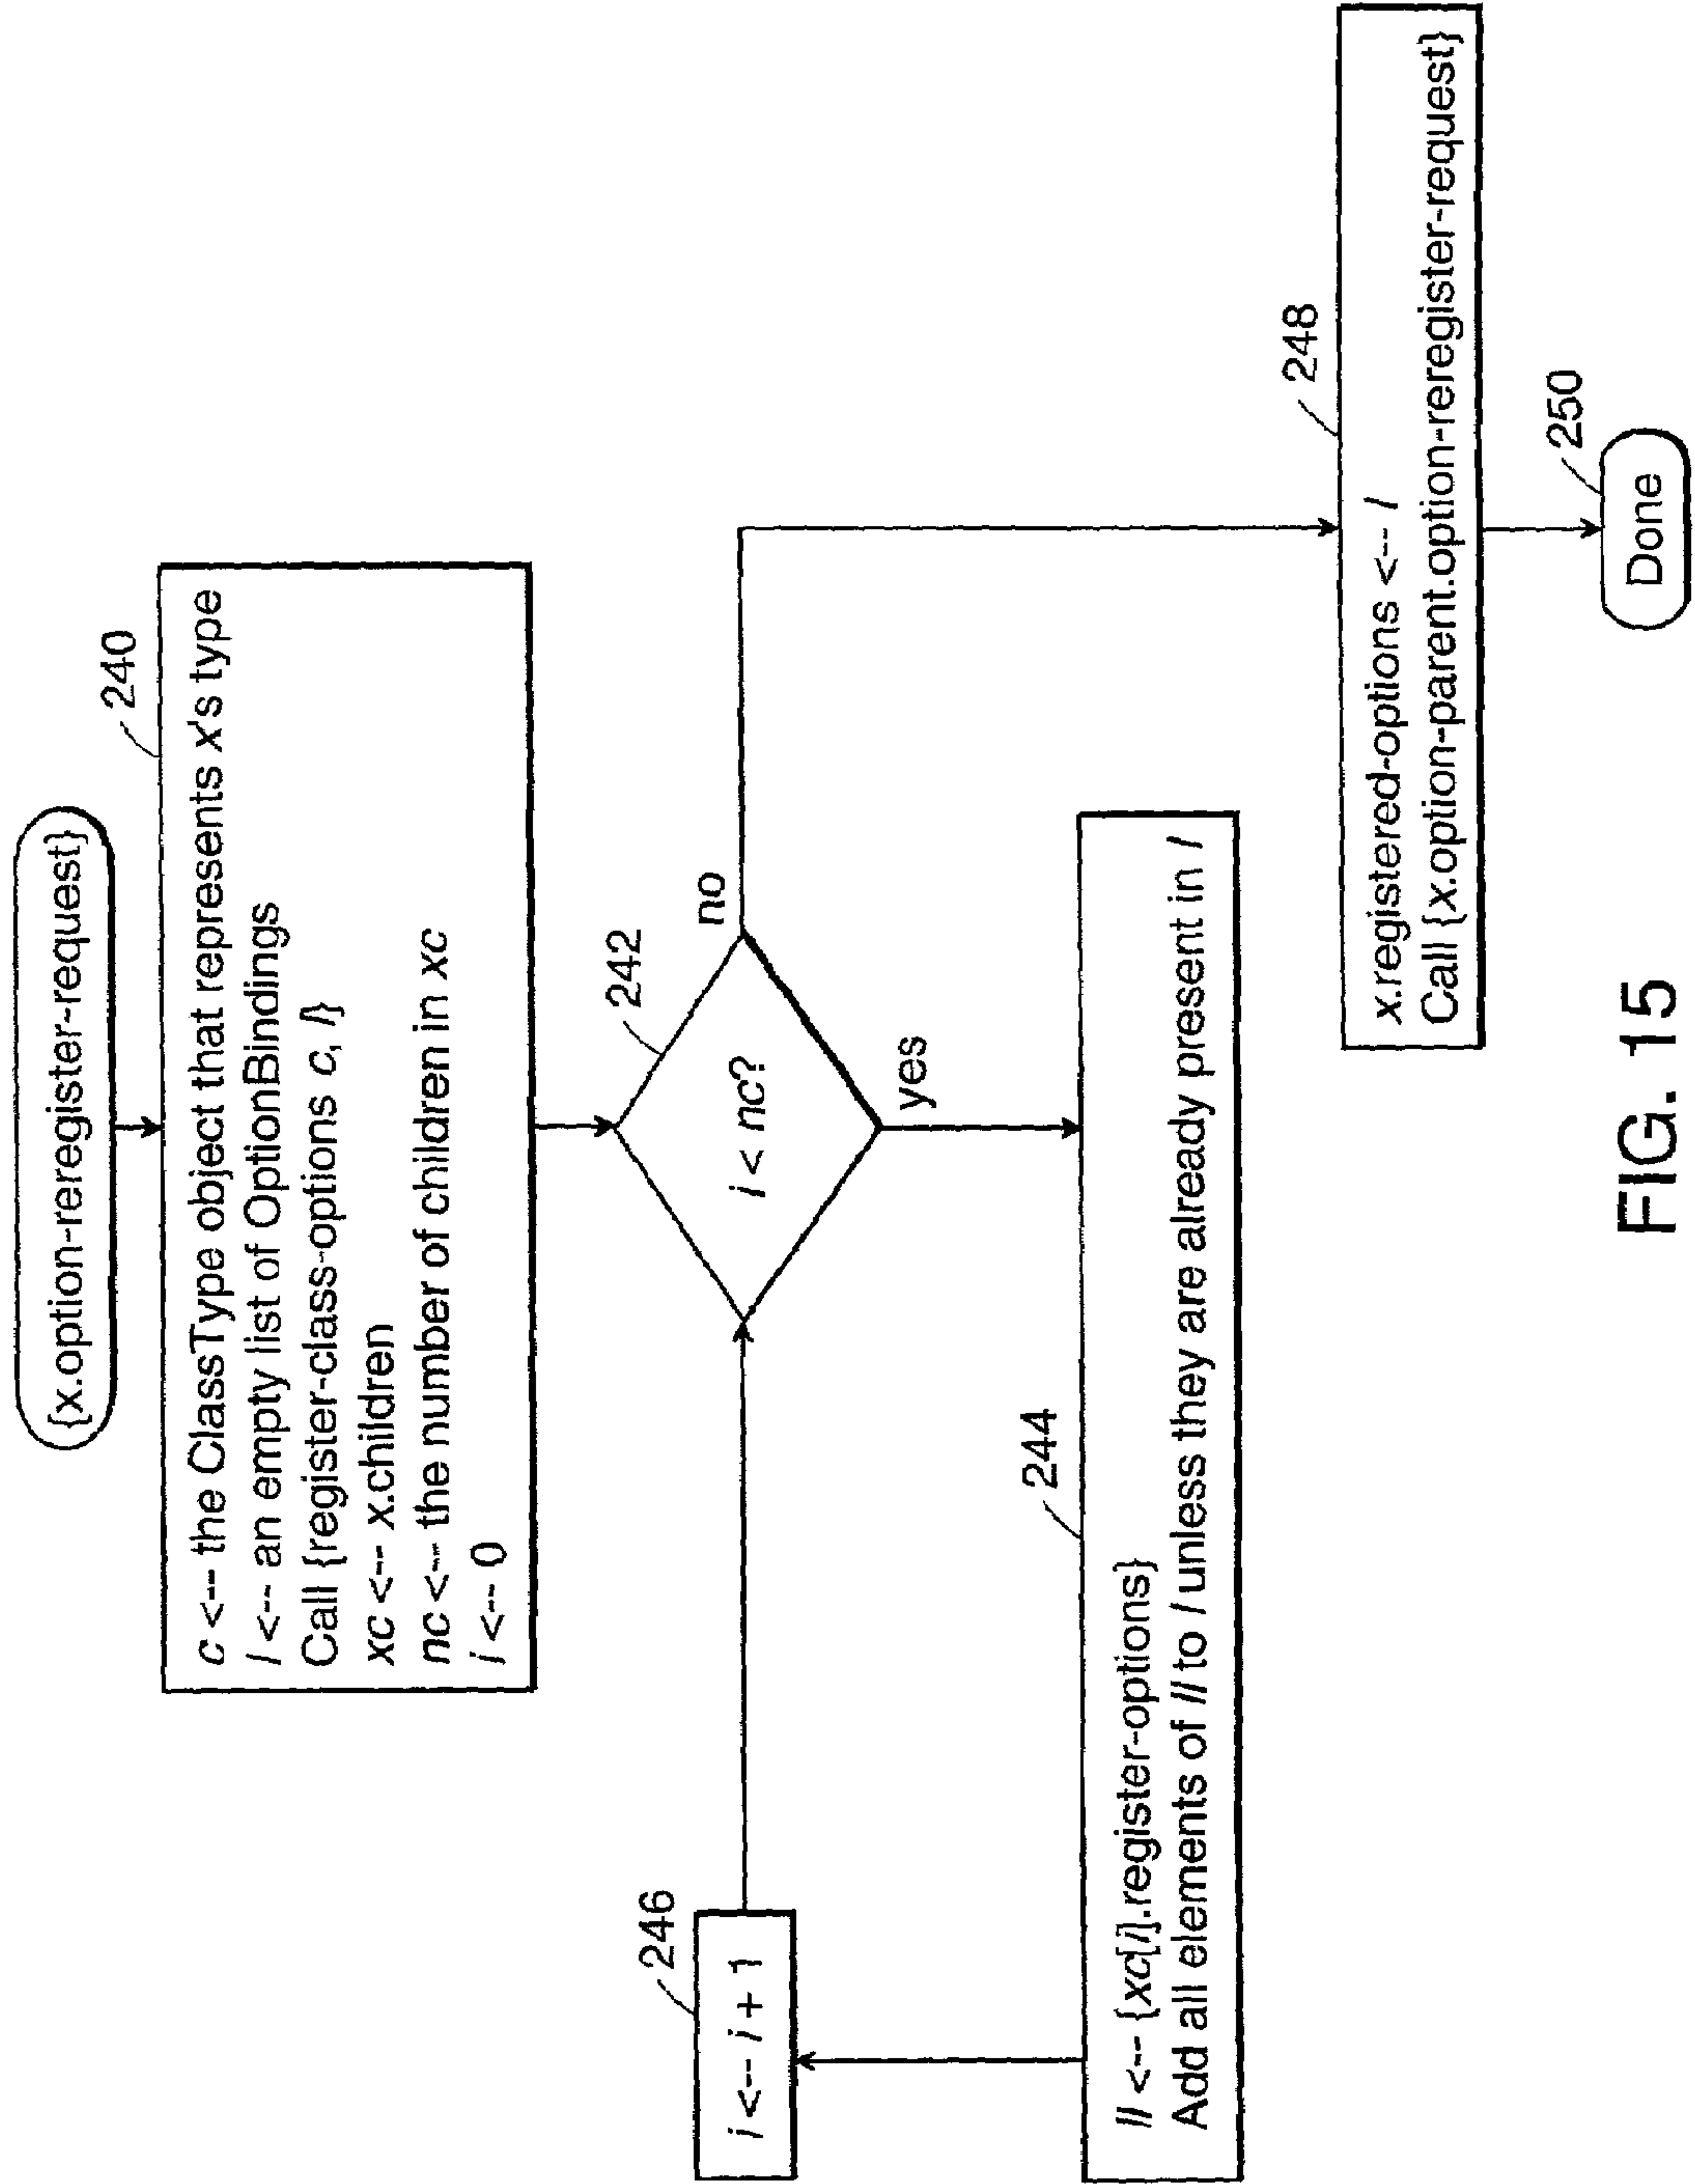 {x.option-reregister-request}
240
c <-- the ClassType object that represents x's type
l <-- an empty list of OptionBindings
Call {register-class-options c, l}
xc <-- x.children
nc <-- the number of children in xc
i <-- 0
242
i < nc?
no
yes
244
ll <-- {xc[i].register-options}
Add all elements of ll to l unless they are already present in l
246
i <-- i + 1
248
x.registered-options <-- l
Call {x.option-parent.option-reregister-request}
250
Done
FIG. 15